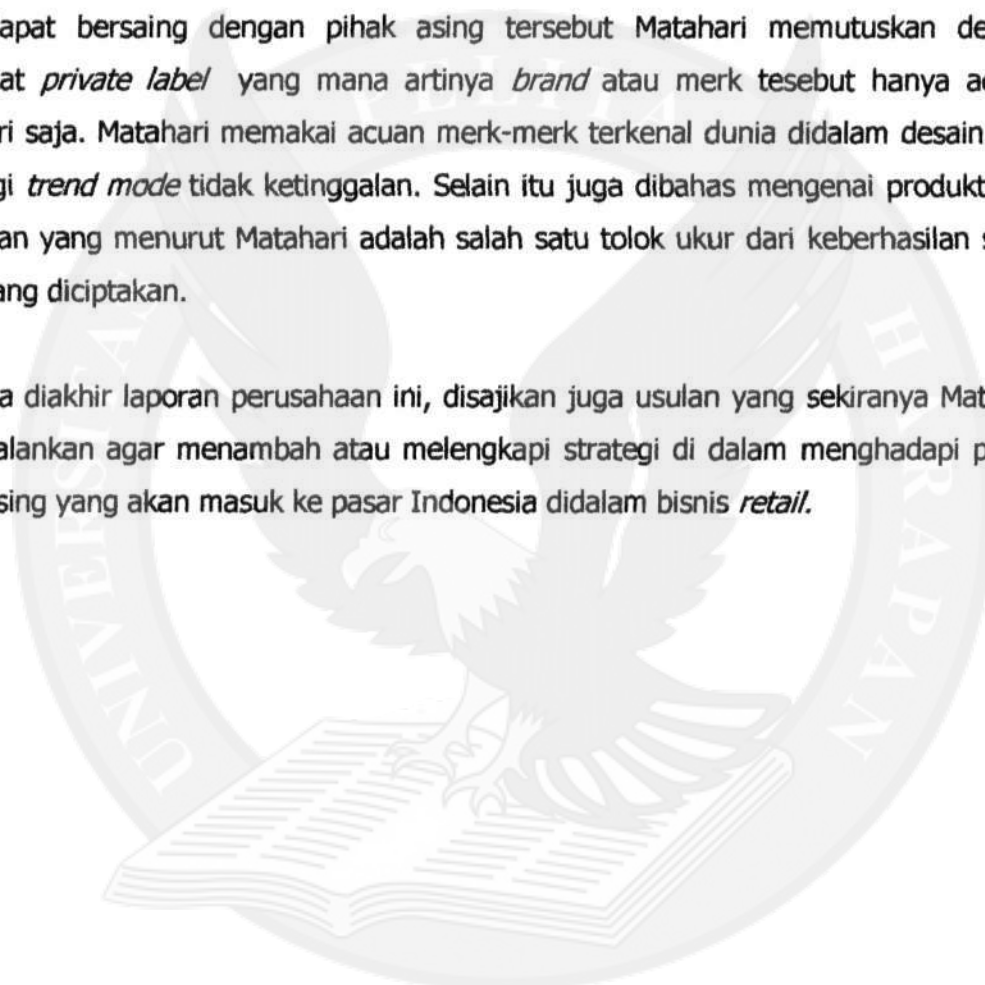 apat bersaing dengan pihak asing tersebut Matahari memutuskan de
at private label yang mana artinya brand atau merk tesebut hanya a
ri saja. Matahari memakai acuan merk-merk terkenal dunia didalam desain
gi trend mode tidak ketinggalan. Selain itu juga dibahas mengenai produkt
an yang menurut Matahari adalah salah satu tolok ukur dari keberhasilan s
ang diciptakan.
a diakhir laporan perusahaan ini, disajikan juga usulan yang sekiranya Mat
alankan agar menambah atau melengkapi strategi di dalam menghadapi p
sing yang akan masuk ke pasar Indonesia didalam bisnis retail.
UNIVERSITAS PELITA HARAPAN